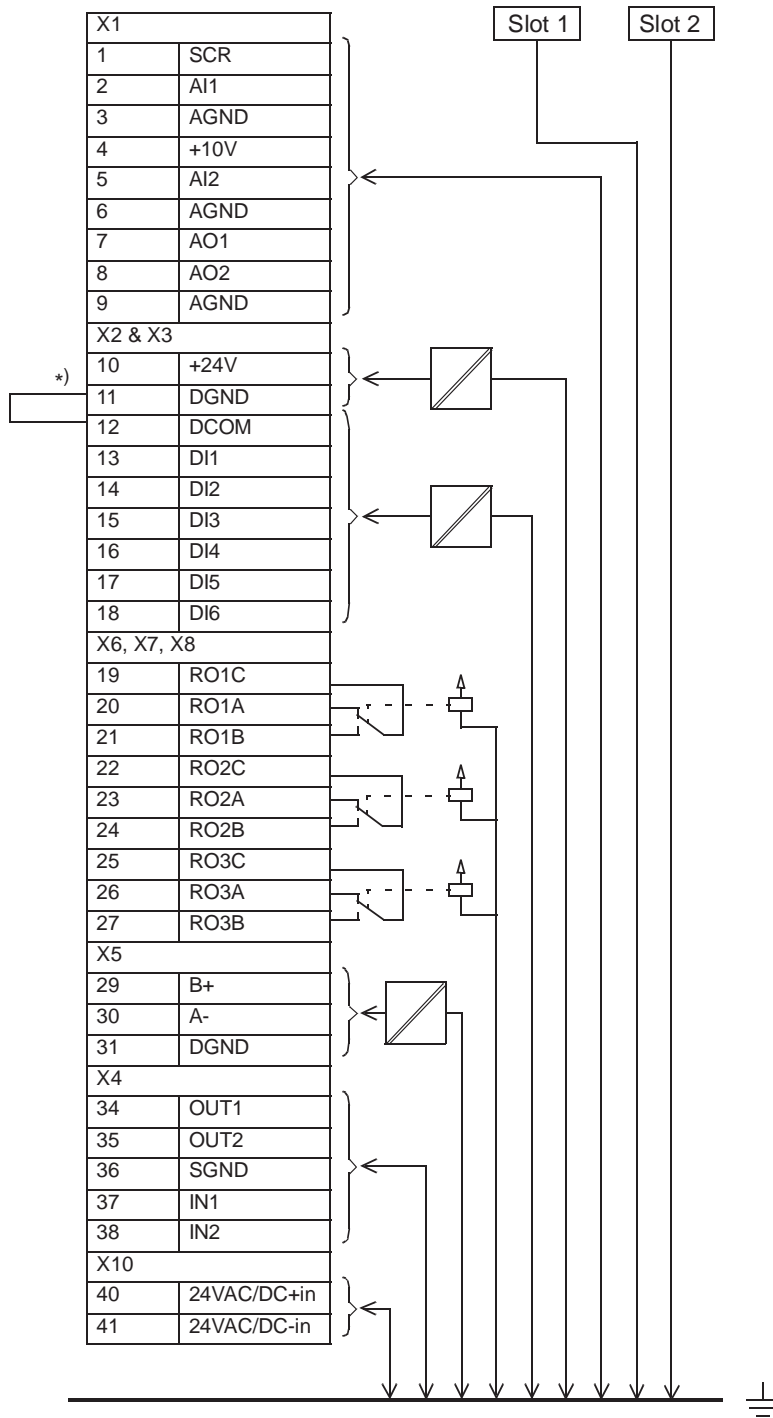 X1
Slot 1 Slot 2
1 SCR
2 AI1
3 AGND
4 +10V
5 AI2
6 AGND
7 AO1
8 AO2
9 AGND
X2 & X3
10 +24V
*)
11 DGND
12 DCOM
13 DI1
14 DI2
15 DI3
16 DI4
17 DI5
18 DI6
X6, X7, X8
19 RO1C
20 RO1A
21 RO1B
22 RO2C
23 RO2A
24 RO2B
25 RO3C
26 RO3A
27 RO3B
X5
29 B+
30 A-
31 DGND
X4
34 OUT1
35 OUT2
36 SGND
37 IN1
38 IN2
X10
40 24VAC/DC+in
41 24VAC/DC-in